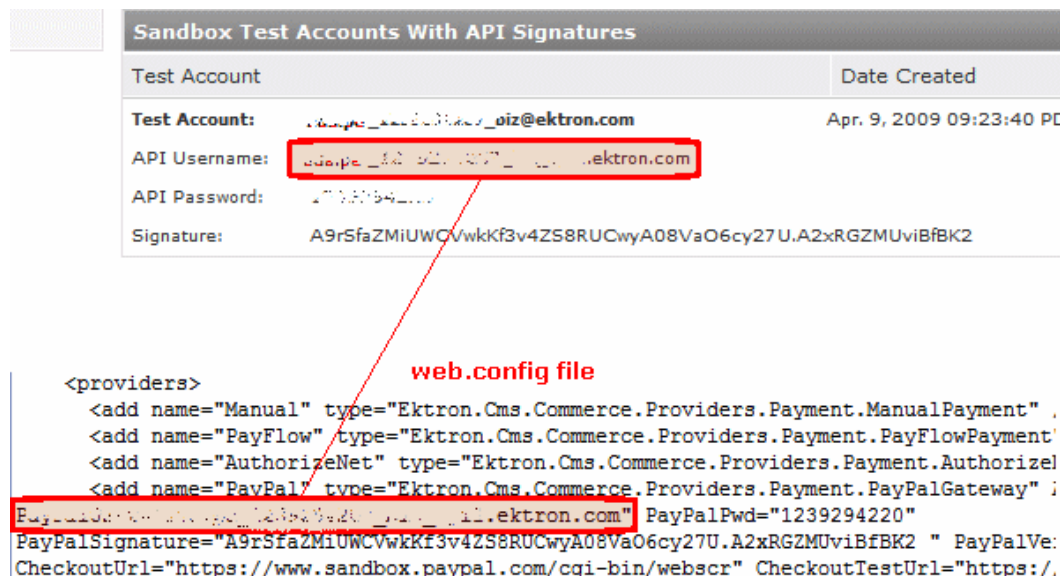 Sandbox Test Accounts With API Signatures
Test Account Date Created
Test Account: _biz@ektron.com Apr. 9, 2009 09:23:40 PD
API Username: .ektron.com
API Password:
Signature: A9rSfaZMiUWCVwkKf3v4ZS8RUCwyA08VaO6cy27U.A2xRGZMUviBfBK2
web.config file
<providers>
<add name="Manual" type="Ektron.Cms.Commerce.Providers.Payment.ManualPayment"
<add name="PayFlow" type="Ektron.Cms.Commerce.Providers.Payment.PayFlowPayment"
<add name="AuthorizeNet" type="Ektron.Cms.Commerce.Providers.Payment.Authorize
<add name="PayPal" type="Ektron.Cms.Commerce.Providers.Payment.PayPalGateway"
.ektron.com" PayPalPwd="1239294220"
PayPalSignature="A9rSfaZMiUWCVwkKf3v4ZS8RUCwyA08VaO6cy27U.A2xRGZMUviBfBK2 " PayPalVe
CheckoutUrl="https://www.sandbox.paypal.com/cgi-bin/webscr" CheckoutTestUrl="https:/